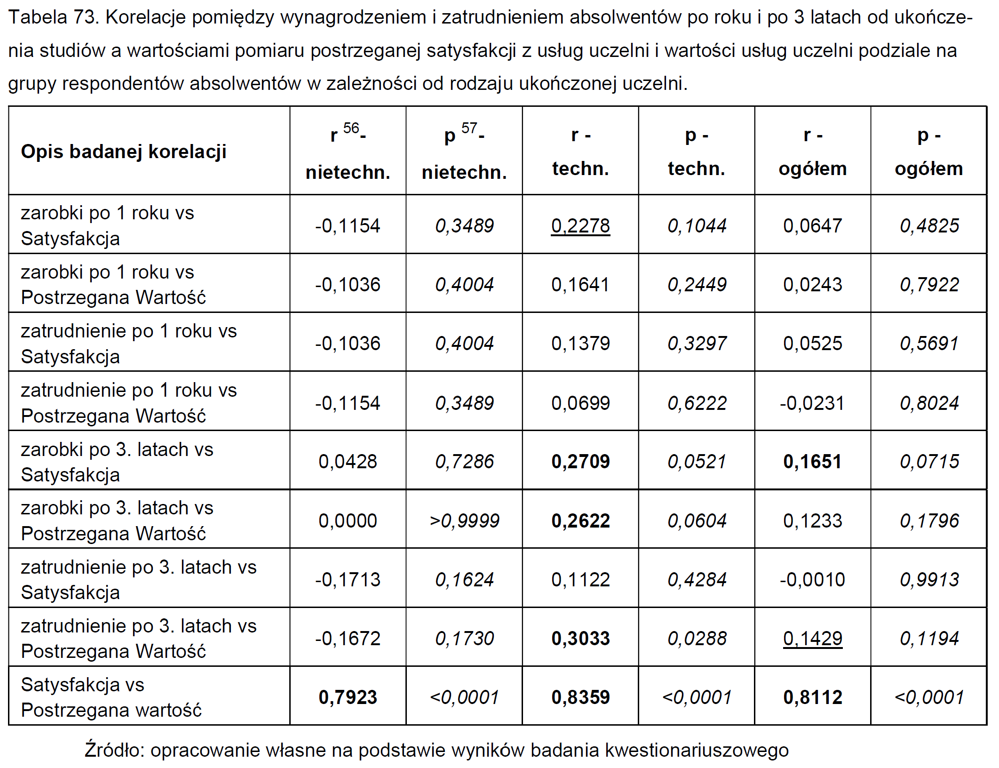 Tabela 73. Korelacje pomiędzy wynagrodzeniem i zatrudnieniem absolwentów po roku i po 3 latach od ukończe-
nia studiów a wartościami pomiaru postrzeganej satysfakcji z usług uczelni i wartości usług uczelni podziale na
grupy respondentów absolwentów w zależności od rodzaju ukończonej uczelni.
Opis badanej korelacji r 56- nietechn. p 57- nietechn. r - techn. p - techn. r - ogółem p - ogółem
zarobki po 1 roku vs
Satysfakcja -0,1154 0,3489 0,2278 0,1044 0,0647 0,4825
zarobki po 1 roku vs
Postrzegana Wartość -0,1036 0,4004 0,1641 0,2449 0,0243 0,7922
zatrudnienie po 1 roku vs
Satysfakcja -0,1036 0,4004 0,1379 0,3297 0,0525 0,5691
zatrudnienie po 1 roku vs
Postrzegana Wartość -0,1154 0,3489 0,0699 0,6222 -0,0231 0,8024
zarobki po 3. latach vs
Satysfakcja 0,0428 0,7286 0,2709 0,0521 0,1651 0,0715
zarobki po 3. latach vs
Postrzegana Wartość 0,0000 >0,9999 0,2622 0,0604 0,1233 0,1796
zatrudnienie po 3. latach vs
Satysfakcja -0,1713 0,1624 0,1122 0,4284 -0,0010 0,9913
zatrudnienie po 3. latach vs
Postrzegana Wartość -0,1672 0,1730 0,3033 0,0288 0,1429 0,1194
Satysfakcja vs
Postrzegana wartość 0,7923 <0,0001 0,8359 <0,0001 0,8112 <0,0001
Źródło: opracowanie własne na podstawie wyników badania kwestionariuszowego